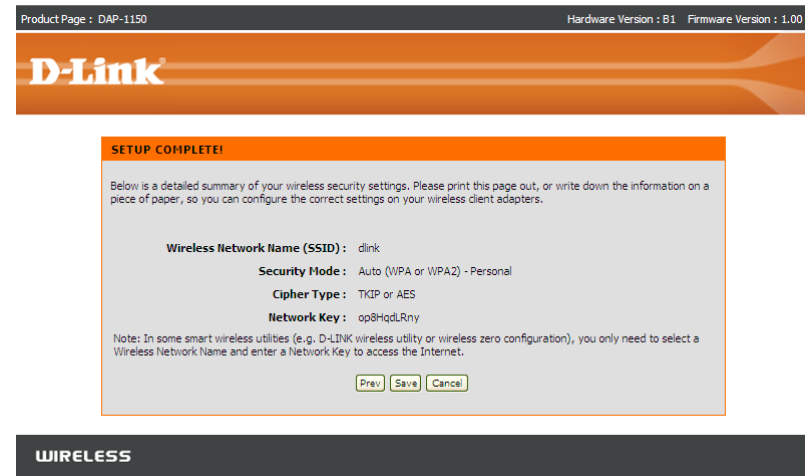 Product Page : DAP-1150 Hardware Version : B1 Firmware Version : 1.00
D-Link
SETUP COMPLETE!
Below is a detailed summary of your wireless security settings. Please print this page out, or write down the information on a
piece of paper, so you can configure the correct settings on your wireless client adapters.
Wireless Network Name (SSID) : dlink
Security Mode : Auto (WPA or WPA2) - Personal
Cipher Type : TKIP or AES
Network Key : op8HqdLRny
Note: In some smart wireless utilities (e.g. D-LINK wireless utility or wireless zero configuration), you only need to select a
Wireless Network Name and enter a Network Key to access the Internet.
Prev Save Cancel
WIRELESS